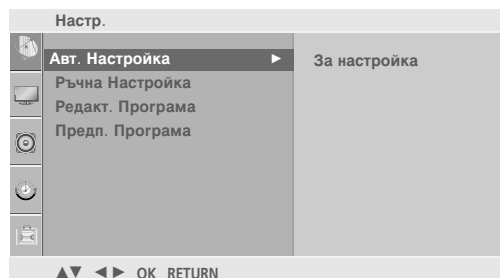 Настр.
Авт. Настройка ► За настройка
Ръчна Настройка
Редакт. Програма
Предп. Програма
▲▼ ◄► OK RETURN